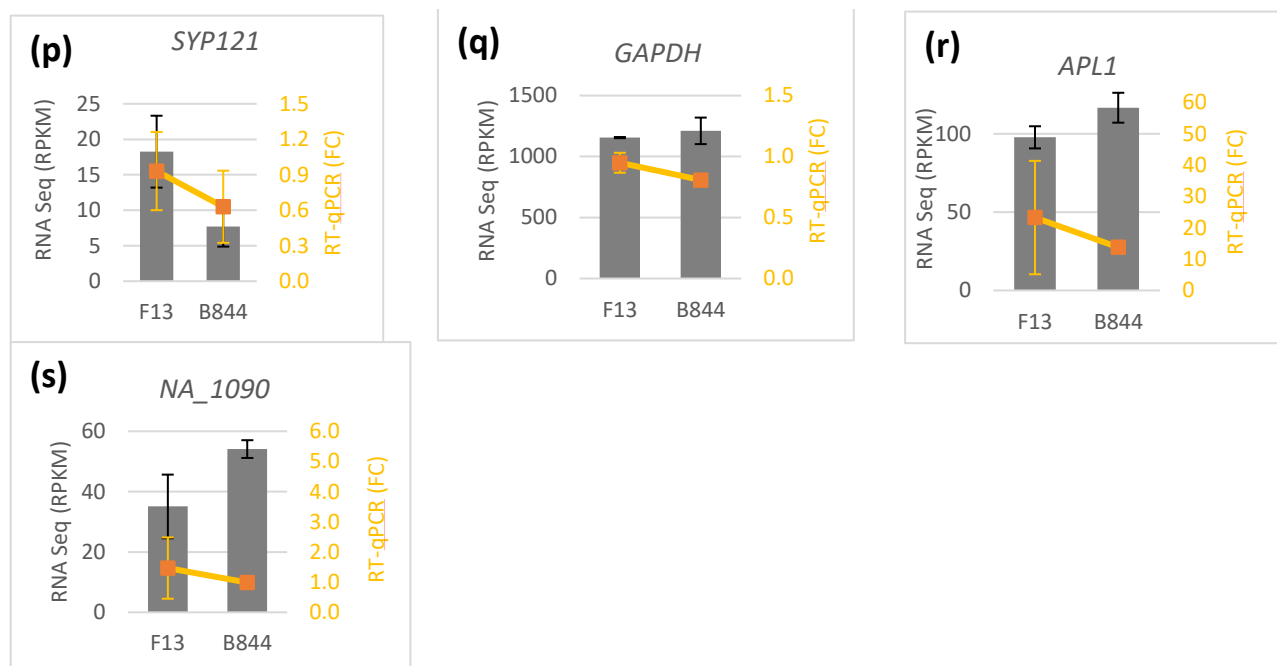 (p)
SYP121
RNA Seq (RPKM)
25
20
15
10
5
0
1.5
1.2
0.9
0.6
0.3
0.0
RT-qPCR (FC)
F13 B844
(q)
GAPDH
RNA Seq (RPKM)
1500
1000
500
0
1.5
1.0
0.5
0.0
RT-qPCR (FC)
F13 B844
(r)
APL1
RNA Seq (RPKM)
100
50
0
60
50
40
30
20
10
0
RT-qPCR (FC)
F13 B844
(s)
NA_1090
RNA Seq (RPKM)
60
40
20
0
6.0
5.0
4.0
3.0
2.0
1.0
0.0
RT-qPCR (FC)
F13 B844